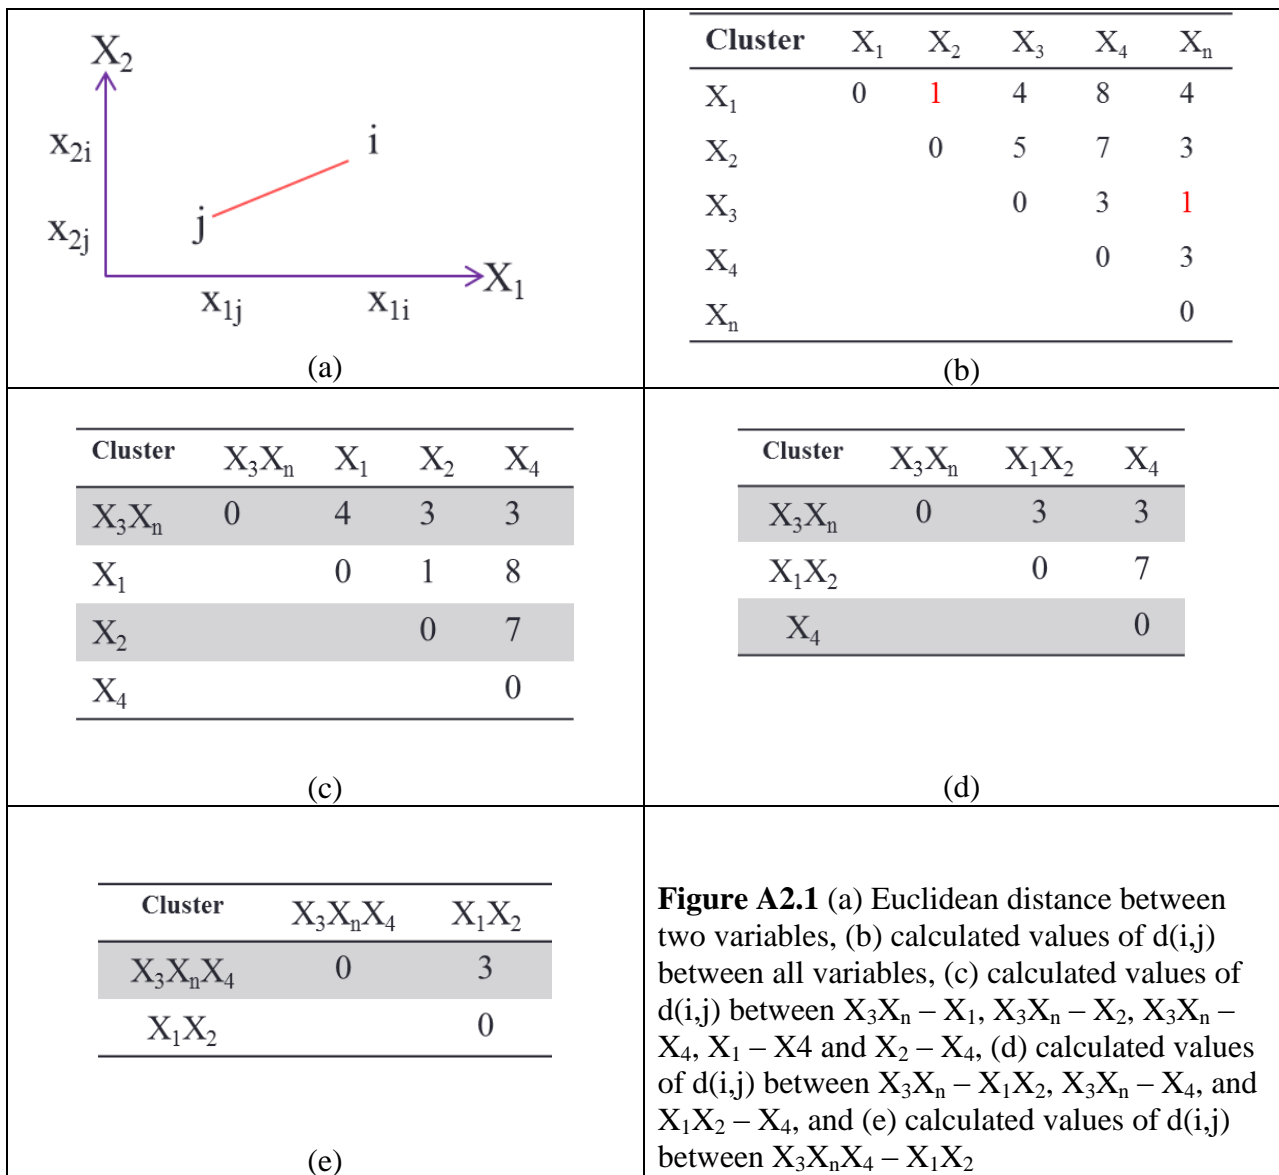 X₂
x₂ᵢ
i
j
x₂ⱼ
X₁
x₁ⱼ x₁ᵢ
(a)
Cluster X₁ X₂ X₃ X₄ Xₙ
X₁ 0 1 4 8 4
X₂ 0 5 7 3
X₃ 0 3 1
X₄ 0 3
Xₙ 0
(b)
Cluster X₃Xₙ X₁ X₂ X₄
X₃Xₙ 0 4 3 3
X₁ 0 1 8
X₂ 0 7
X₄ 0
(c)
Cluster X₃Xₙ X₁X₂ X₄
X₃Xₙ 0 3 3
X₁X₂ 0 7
X₄ 0
(d)
Cluster X₃XₙX₄ X₁X₂
X₃XₙX₄ 0 3
X₁X₂ 0
(e)
Figure A2.1 (a) Euclidean distance between
two variables, (b) calculated values of d(i,j)
between all variables, (c) calculated values of
d(i,j) between X₃Xₙ – X₁, X₃Xₙ – X₂, X₃Xₙ –
X₄, X₁ – X4 and X₂ – X₄, (d) calculated values
of d(i,j) between X₃Xₙ – X₁X₂, X₃Xₙ – X₄, and
X₁X₂ – X₄, and (e) calculated values of d(i,j)
between X₃XₙX₄ – X₁X₂